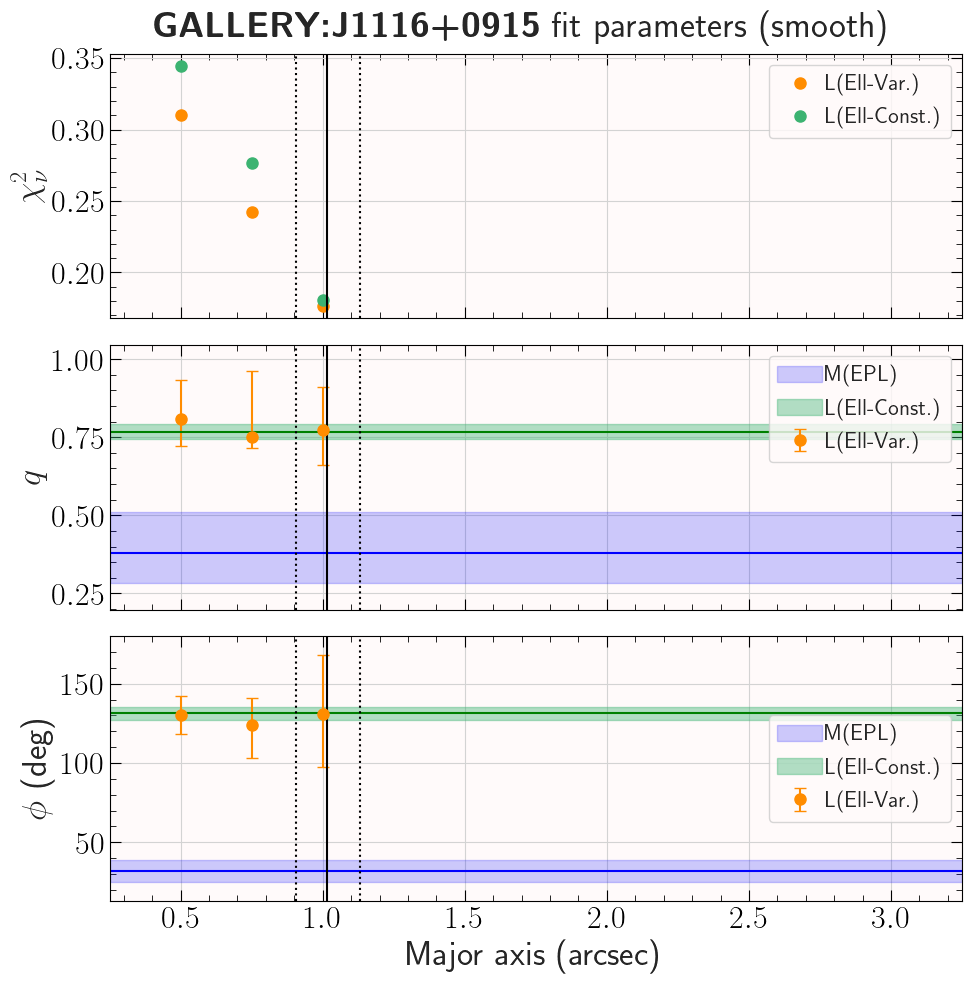 GALLERY:J1116+0915 fit parameters (smooth)
0.35
0.30
0.25
0.20
χ²ᵥ
L(Ell-Var.)
L(Ell-Const.)
1.00
0.75
0.50
0.25
q
M(EPL)
L(Ell-Const.)
L(Ell-Var.)
150
100
50
ϕ (deg)
M(EPL)
L(Ell-Const.)
L(Ell-Var.)
0.5 1.0 1.5 2.0 2.5 3.0
Major axis (arcsec)